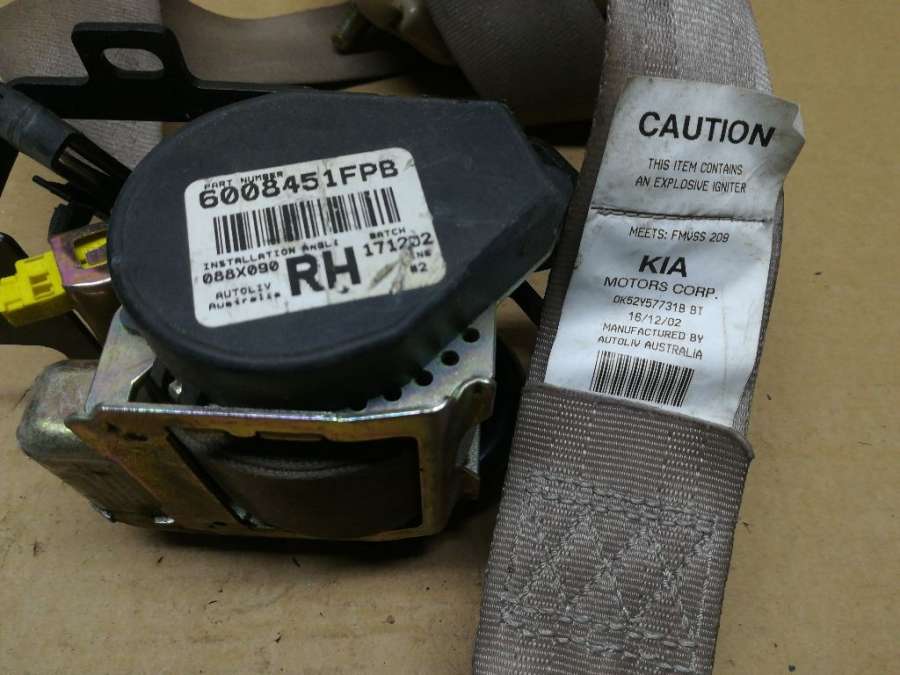 PART NUMBER
6008451FPB
INSTALLATION ANGLE
088X090
RH
BATCH
171202
#2
AUTOLIV
Australia
CAUTION
THIS ITEM CONTAINS
AN EXPLOSIVE IGNITER
MEETS: FMVSS 209
KIA
MOTORS CORP.
0K52Y57731B BT
16/12/02
MANUFACTURED BY
AUTOLIV AUSTRALIA